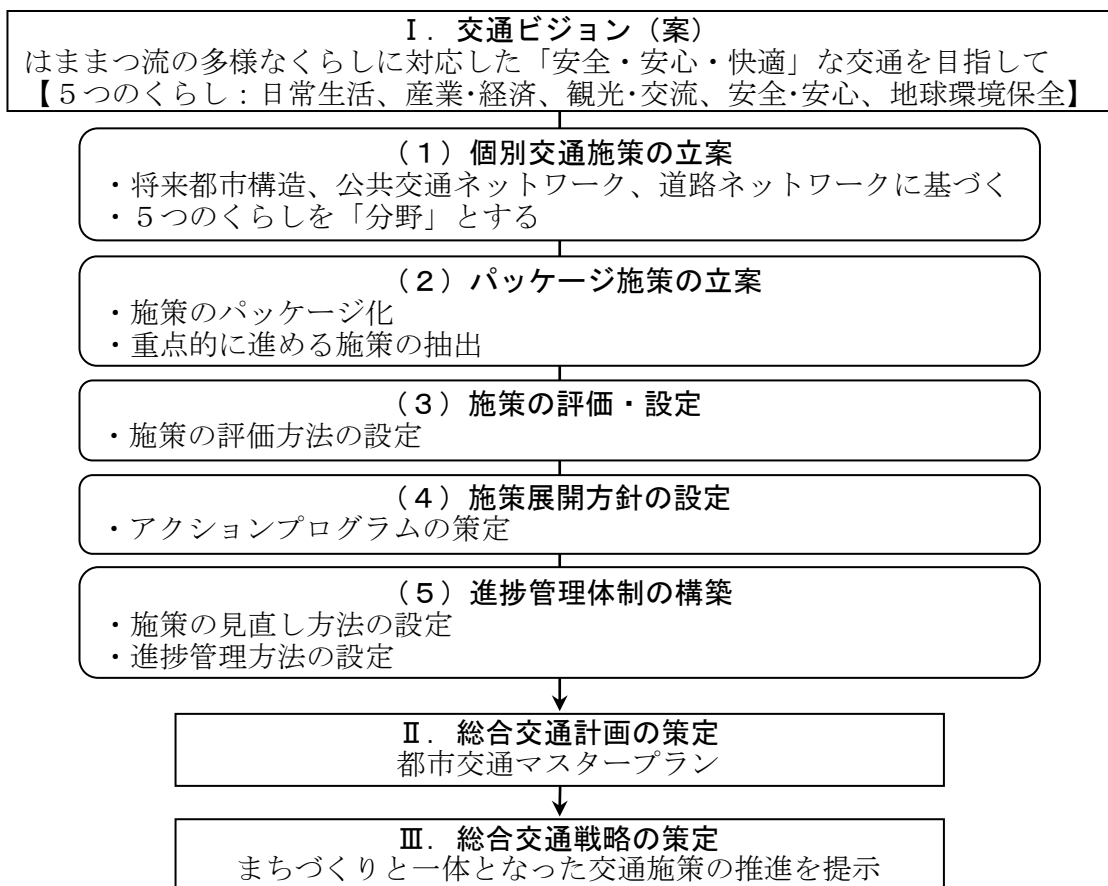 Ⅰ．交通ビジョン（案）
はままつ流の多様なくらしに対応した「安全・安心・快適」な交通を目指して
【５つのくらし：日常生活、産業･経済、観光･交流、安全･安心、地球環境保全】
（１）個別交通施策の立案
・将来都市構造、公共交通ネットワーク、道路ネットワークに基づく
・５つのくらしを「分野」とする
（２）パッケージ施策の立案
・施策のパッケージ化
・重点的に進める施策の抽出
（３）施策の評価・設定
・施策の評価方法の設定
（４）施策展開方針の設定
・アクションプログラムの策定
（５）進捗管理体制の構築
・施策の見直し方法の設定
・進捗管理方法の設定
Ⅱ．総合交通計画の策定
都市交通マスタープラン
Ⅲ．総合交通戦略の策定
まちづくりと一体となった交通施策の推進を提示